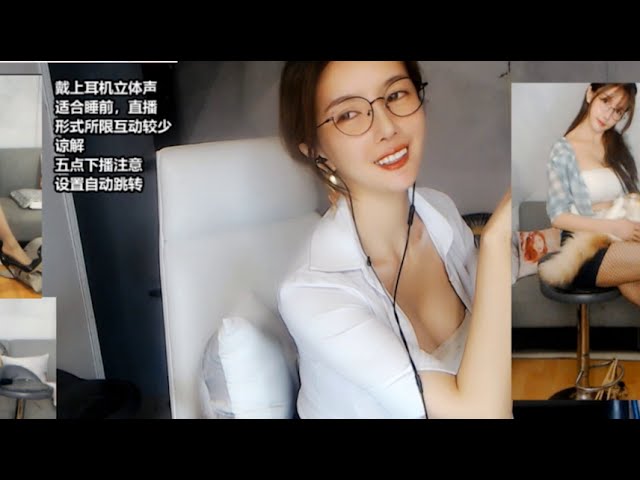 戴上耳机立体声
适合睡前，直播
形式所限互动较少
谅解
五点下播注意
设置自动跳转